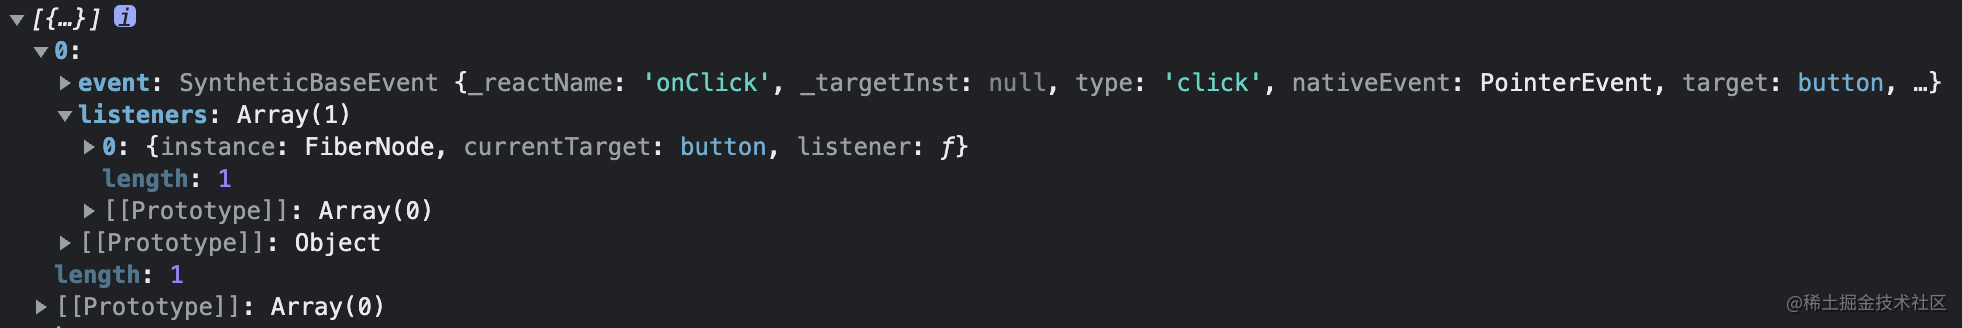 ▼ [{…}] i
▼ 0:
▶ event: SyntheticBaseEvent {_reactName: 'onClick', _targetInst: null, type: 'click', nativeEvent: PointerEvent, target: button, …}
▼ listeners: Array(1)
▶ 0: {instance: FiberNode, currentTarget: button, listener: ƒ}
length: 1
▶ [[Prototype]]: Array(0)
▶ [[Prototype]]: Object
length: 1
▶ [[Prototype]]: Array(0)
@稀土掘金技术社区